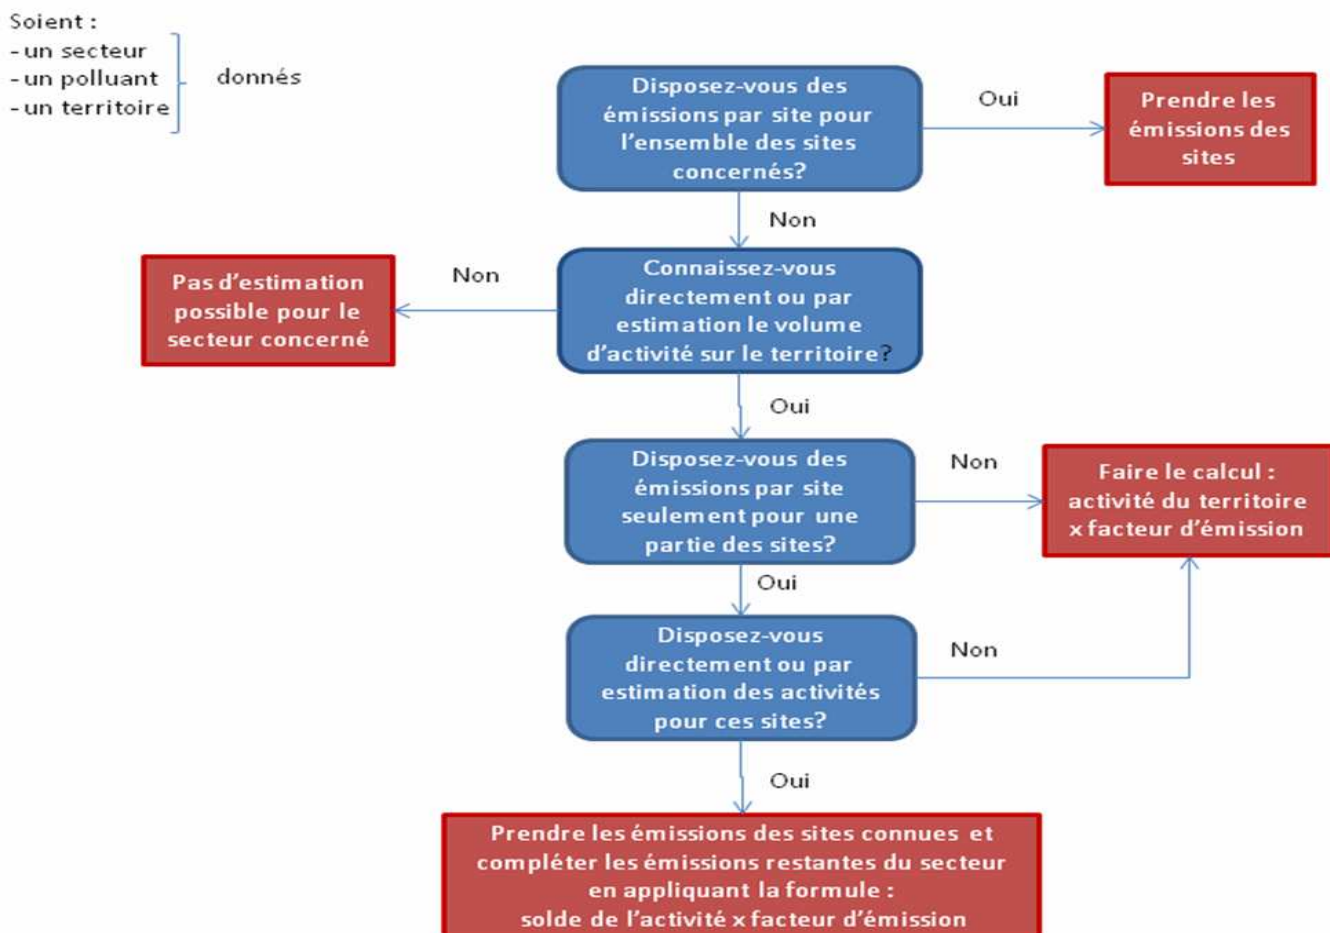 Soient :
- un secteur
- un polluant
- un territoire
donnés
Disposez-vous des
émissions par site pour
l'ensemble des sites
concernés?
Oui
Prendre les
émissions des
sites
Non
Connaissez-vous
directement ou par
estimation le volume
d'activité sur le territoire?
Non
Pas d'estimation
possible pour le
secteur concerné
Oui
Disposez-vous des
émissions par site
seulement pour une
partie des sites?
Non
Faire le calcul :
activité du territoire
x facteur d'émission
Oui
Disposez-vous
directement ou par
estimation des activités
pour ces sites?
Non
Oui
Prendre les émissions des sites connues et
compléter les émissions restantes du secteur
en appliquant la formule :
solde de l'activité x facteur d'émission